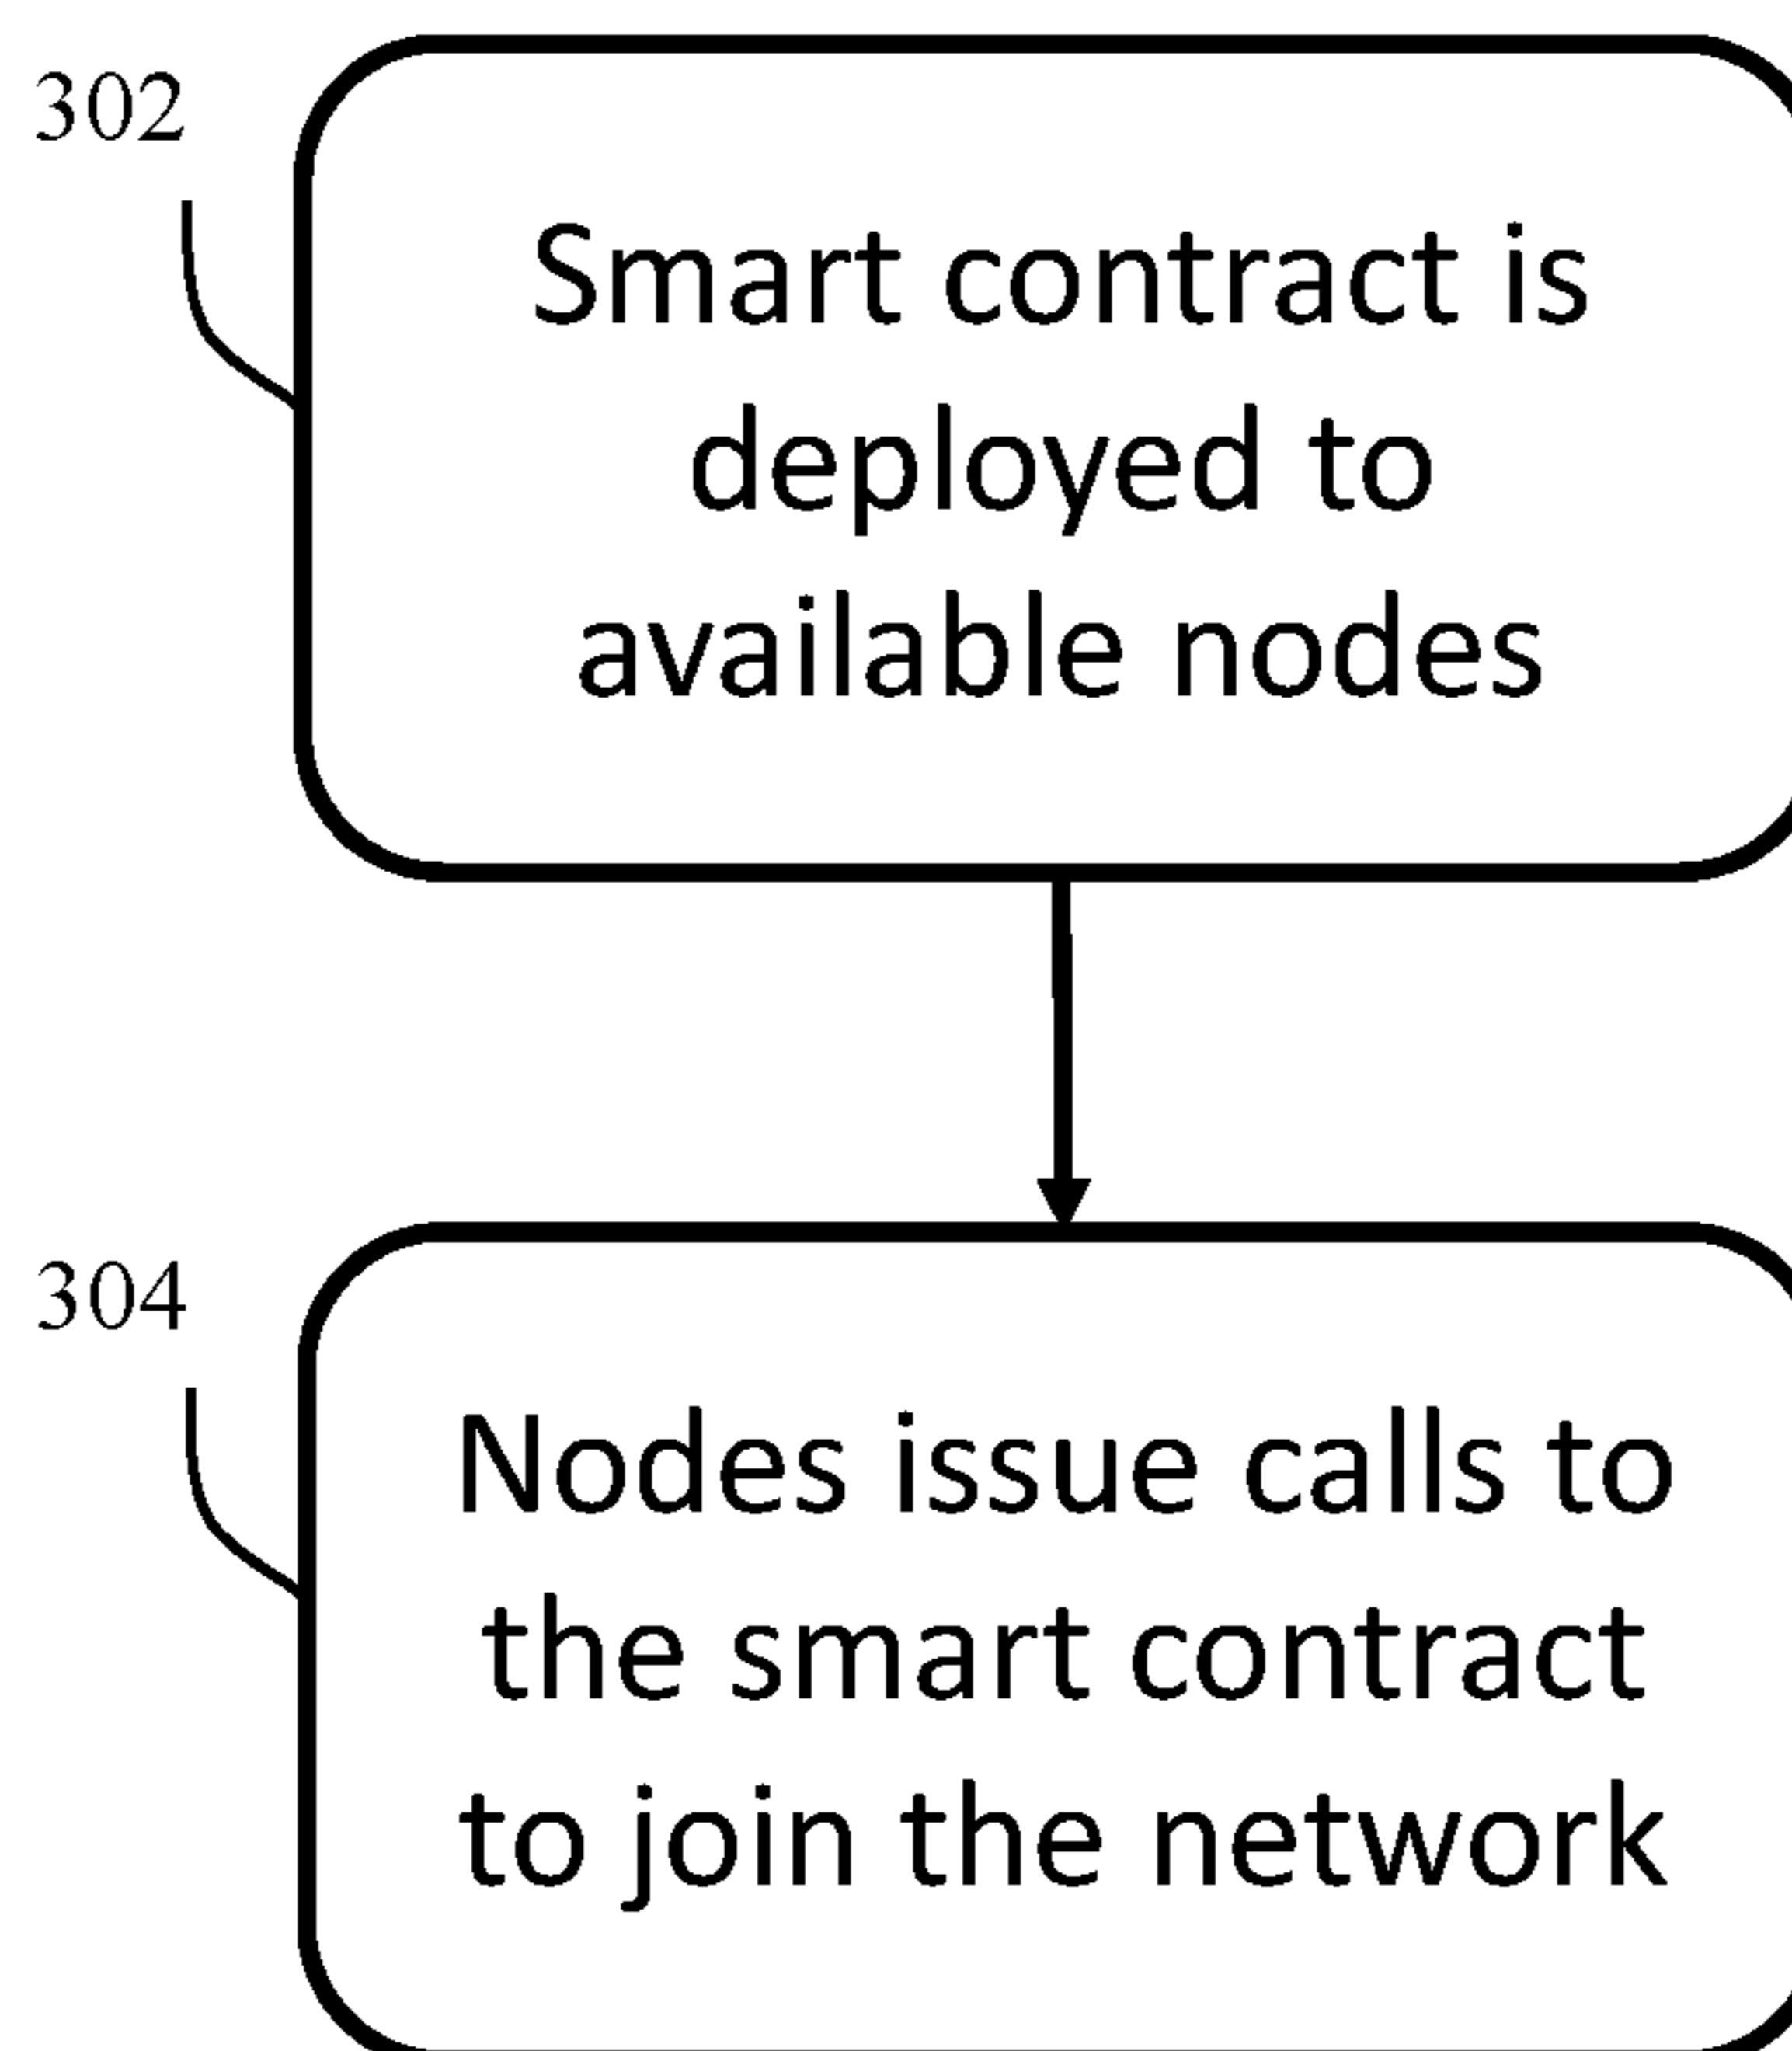 302
Smart contract is
deployed to
available nodes
304
Nodes issue calls to
the smart contract
to join the network